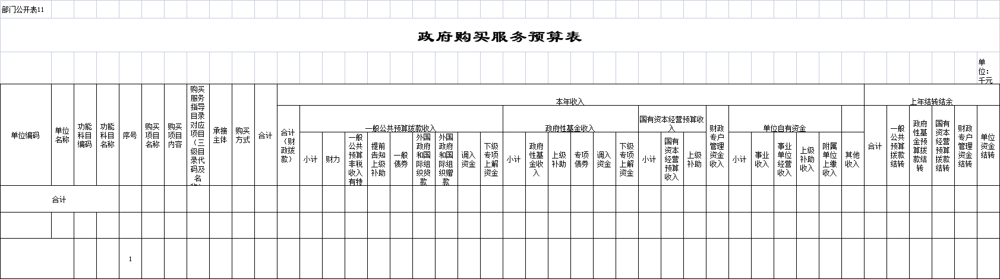 部门公开表11
政府购买服务预算表
单
位：
千元
单位编码
单位
名称
功能
科目
编码
功能
科目
名称
序号
购买
项目
名称
购买
项目
内容
购买
服务
指导
目录
对应
项目
（三
级目
录代
码及
名
称）
承接
主体
购买
方式
合计
本年收入
上年结转结余
合计
（财
政拨
款）
一般公共预算拨款收入
政府性基金收入
国有资本经营预算收
入
财政
专户
管理
资金
收入
单位自有资金
小计
财力
一般
公共
预算
非税
收入
有特
提前
告知
上级
补助
一般
债券
外国
政府
和国
际组
织贷
款
外国
政府
和国
际组
织赠
款
调入
资金
下级
专项
上解
资金
小计
政府
性基
金收
入
上级
补助
专项
债券
调入
资金
下级
专项
上解
资金
小计
国有
资本
经营
预算
收入
上级
补助
小计
事业
收入
事业
单位
经营
收入
上级
补助
收入
附属
单位
上缴
收入
其他
收入
合计
一般
公共
预算
拨款
结转
政府
性基
金预
算拨
款结
转
国有
资本
经营
预算
拨款
结转
财政
专户
管理
资金
结转
单位
资金
结转
合计
1